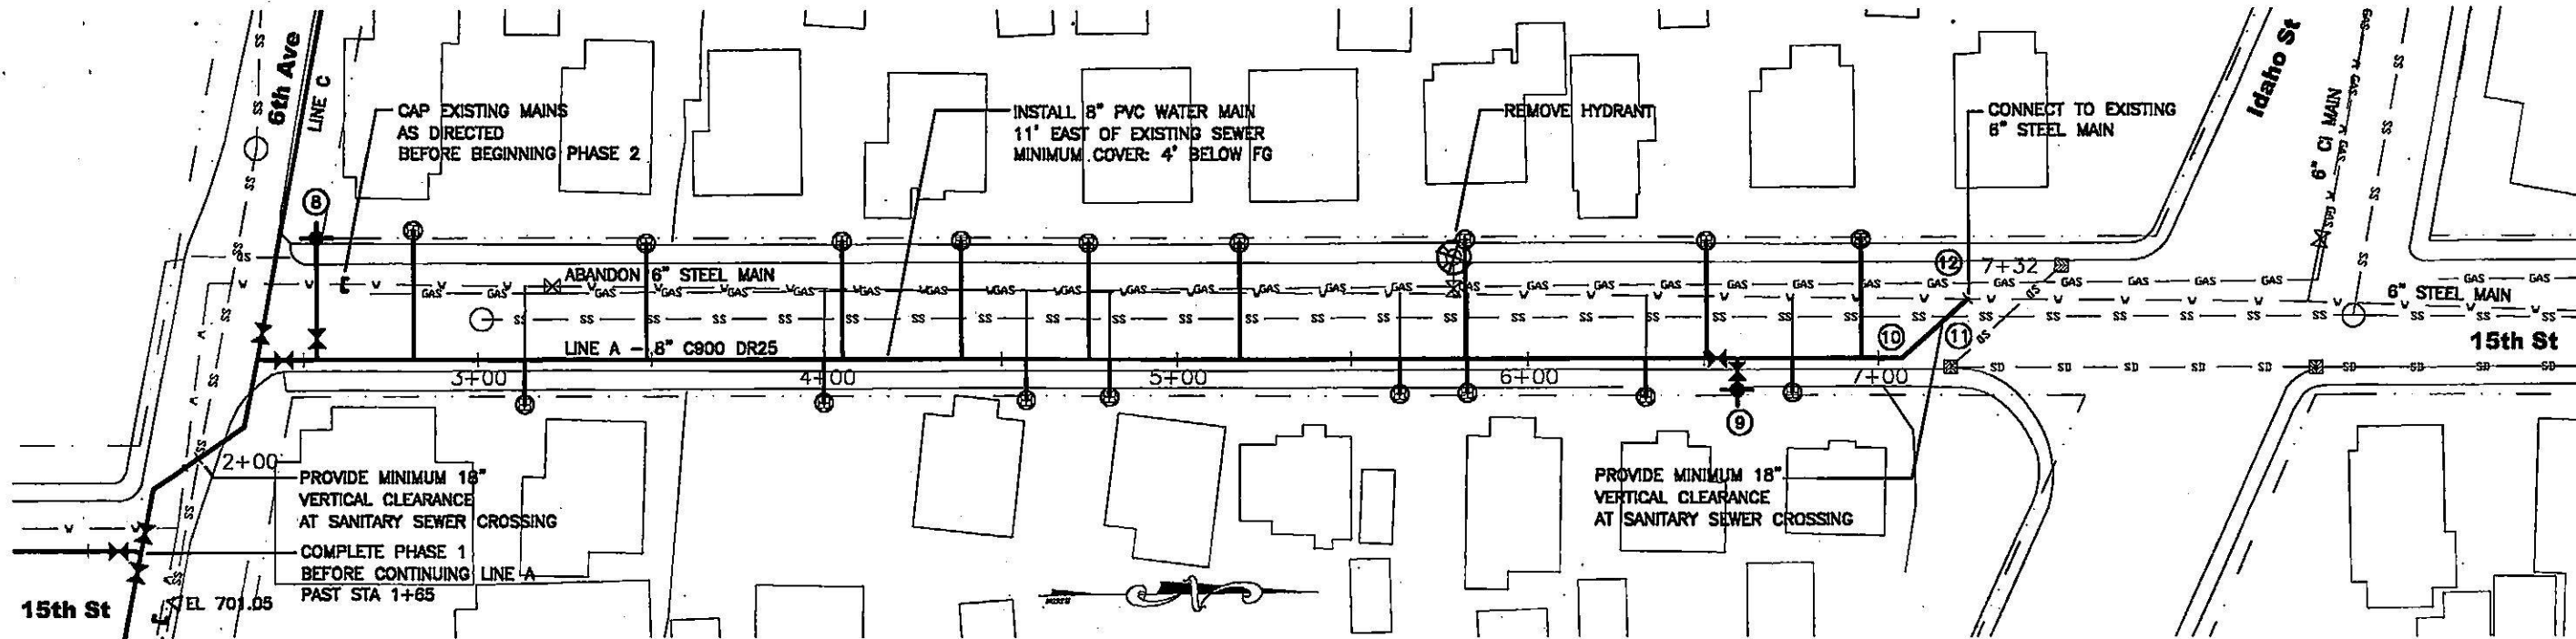 6th Ave
LINE C
CAP EXISTING MAINS
AS DIRECTED
BEFORE BEGINNING PHASE 2
INSTALL 8" PVC WATER MAIN
11' EAST OF EXISTING SEWER
MINIMUM COVER: 4' BELOW FG
REMOVE HYDRANT
CONNECT TO EXISTING
6" STEEL MAIN
Idaho St
6" CI MAIN
8
ABANDON 6" STEEL MAIN
12
7+32
6" STEEL MAIN
LINE A - 8" C900 DR25
10
11
15th St
3+00
4+00
5+00
6+00
7+00
9
2+00
PROVIDE MINIMUM 18"
VERTICAL CLEARANCE
AT SANITARY SEWER CROSSING
PROVIDE MINIMUM 18"
VERTICAL CLEARANCE
AT SANITARY SEWER CROSSING
COMPLETE PHASE 1
BEFORE CONTINUING LINE A
PAST STA 1+65
15th St
EL 701.05